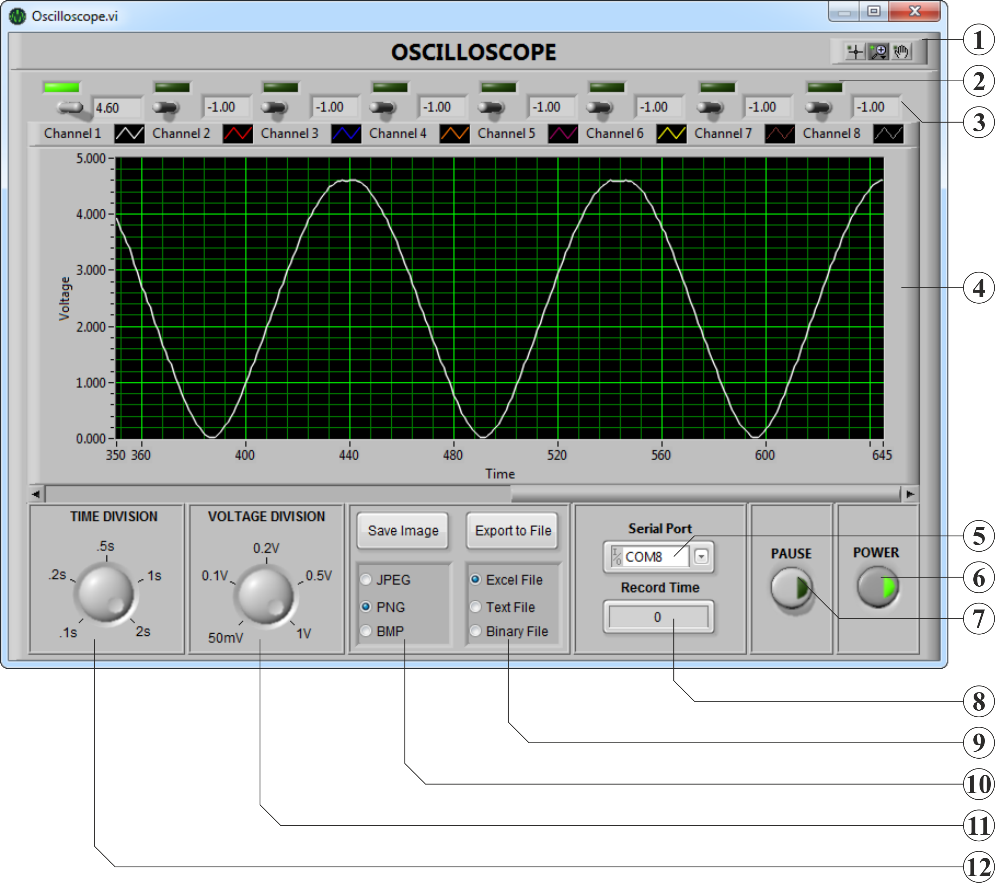 Oscilloscope.vi
OSCILLOSCOPE
1
2
4.60 -1.00 -1.00 -1.00 -1.00 -1.00 -1.00 -1.00
3
Channel 1 Channel 2 Channel 3 Channel 4 Channel 5 Channel 6 Channel 7 Channel 8
5.000
4.000
3.000
2.000
1.000
0.000
Voltage
4
350 360 400 440 480 520 560 600 645
Time
TIME DIVISION
.1s
.2s
.5s
1s
2s
VOLTAGE DIVISION
50mV
0.1V
0.2V
0.5V
1V
Save Image
JPEG
PNG
BMP
Export to File
Excel File
Text File
Binary File
Serial Port
I/O COM8
Record Time
0
PAUSE
POWER
5
6
7
8
9
10
11
12